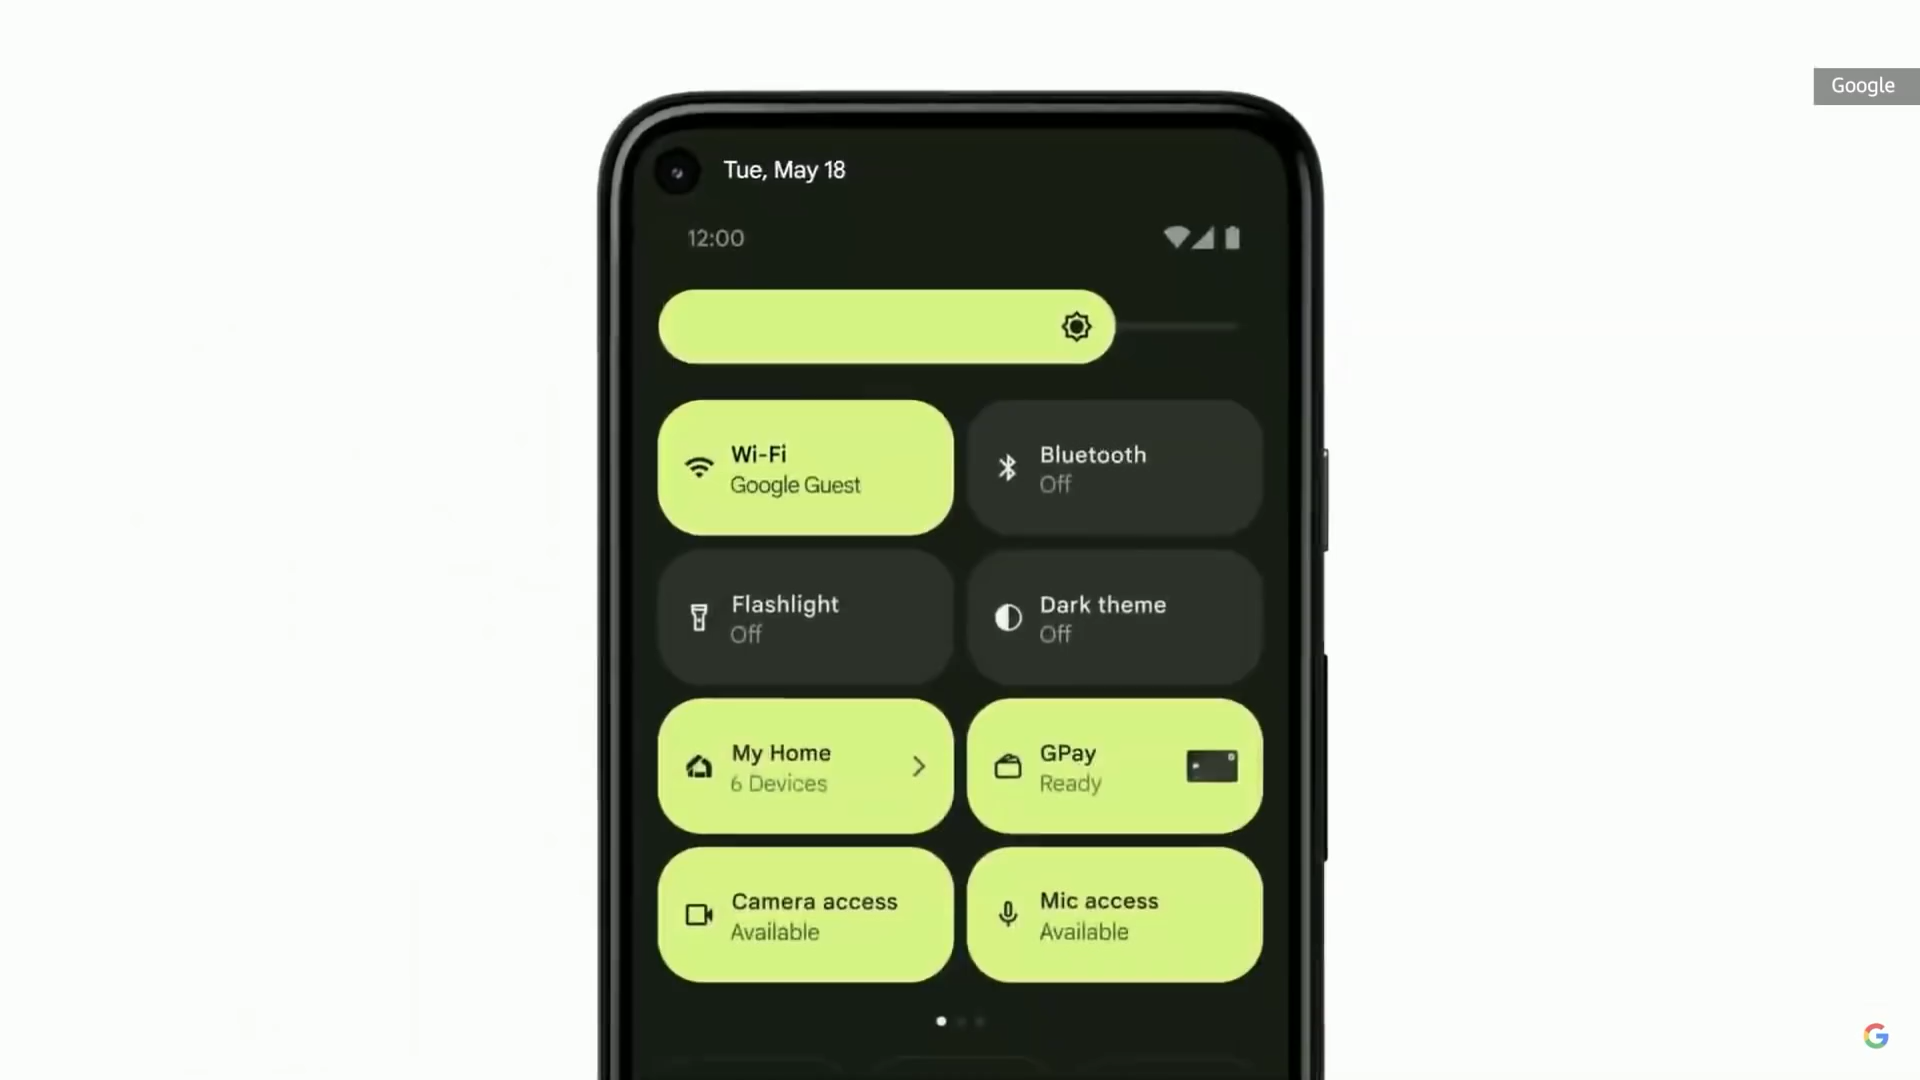 Google
Tue, May 18
12:00
Wi-Fi
Google Guest
Bluetooth
Off
Flashlight
Off
Dark theme
Off
My Home
6 Devices
GPay
Ready
Camera access
Available
Mic access
Available